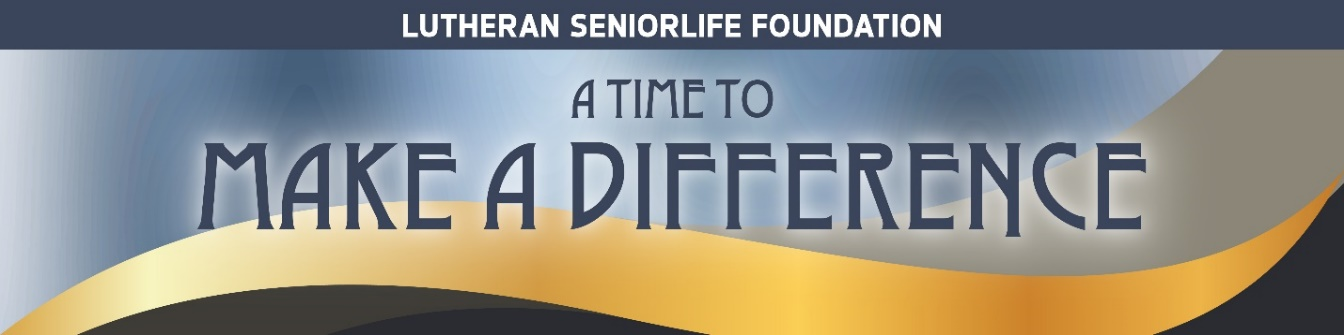 LUTHERAN SENIORLIFE FOUNDATION
A TIME TO
MAKE A DIFFERENCE